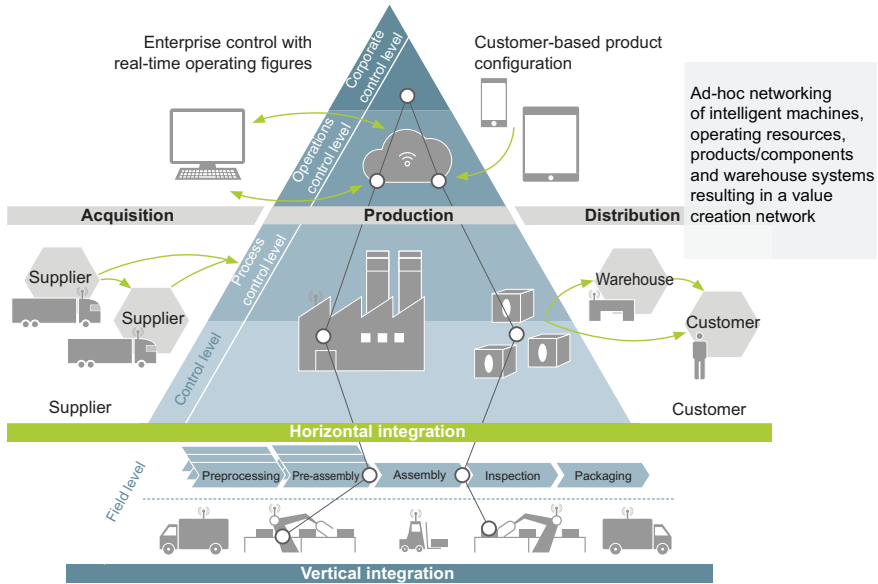 Enterprise control with
real-time operating figures
Corporate
control level
Customer-based product
configuration
Ad-hoc networking
of intelligent machines,
operating resources,
products/components
and warehouse systems
resulting in a value
creation network
Operations
control level
Acquisition
Production
Distribution
Process
control level
Supplier
Supplier
Warehouse
Customer
Control level
Supplier
Customer
Horizontal integration
Field level
Preprocessing
Pre-assembly
Assembly
Inspection
Packaging
Vertical integration